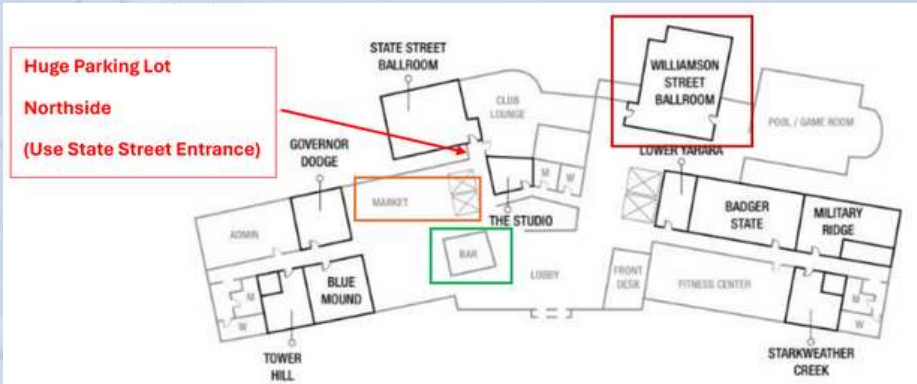 Huge Parking Lot
Northside
(Use State Street Entrance)
STATE STREET
BALLROOM
CLUB
LOUNGE
WILLIAMSON
STREET
BALLROOM
POOL / GAME ROOM
GOVERNOR
DODGE
MARKET
THE STUDIO
M
W
LOWER YAHARA
BADGER
STATE
MILITARY
RIDGE
ADMIN
BAR
LOBBY
FRONT
DESK
FITNESS CENTER
BLUE
MOUND
M
W
TOWER
HILL
M
W
STARKWEATHER
CREEK